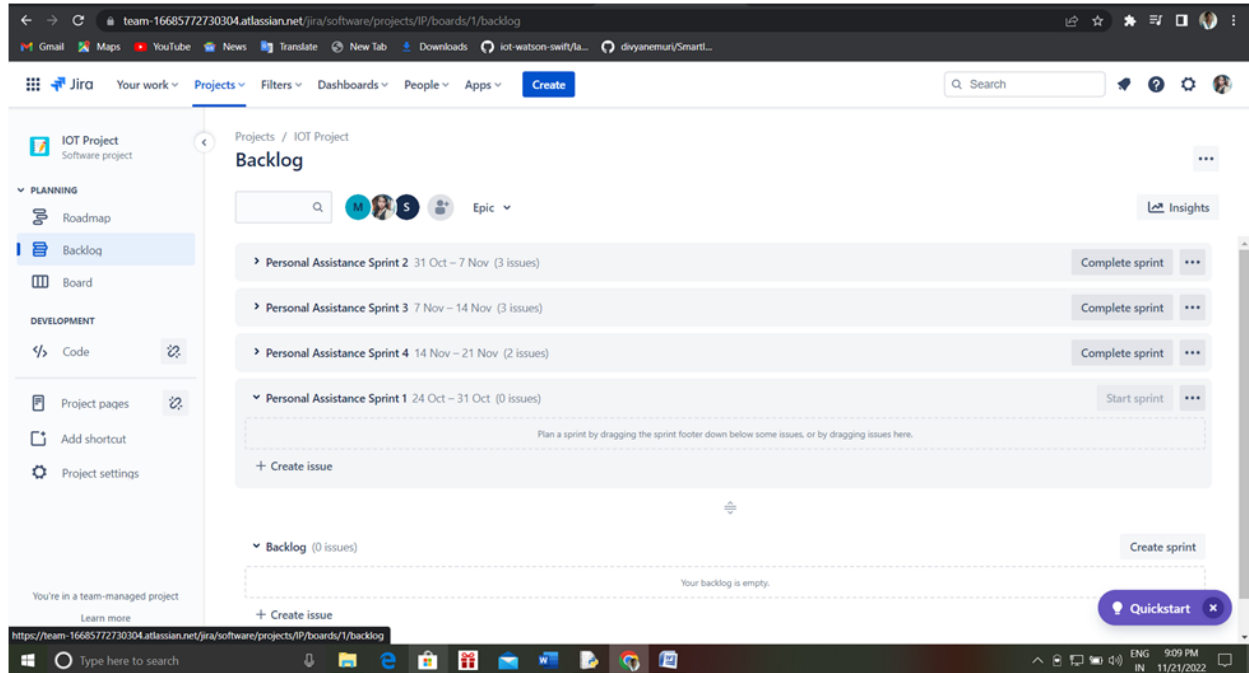 team-16685772730304.atlassian.net/jira/software/projects/IP/boards/1/backlog
Gmail Maps YouTube News Translate New Tab Downloads iot-watson-swift/la... divyanemuri/Smartl...
Jira Your work Projects Filters Dashboards People Apps Create Search
IOT Project
Software project
PLANNING
Roadmap
Backlog
Board
DEVELOPMENT
Code
Project pages
Add shortcut
Project settings
You're in a team-managed project
Learn more
Projects / IOT Project
Backlog
M S Epic Insights
Personal Assistance Sprint 2 31 Oct – 7 Nov (3 issues) Complete sprint
Personal Assistance Sprint 3 7 Nov – 14 Nov (3 issues) Complete sprint
Personal Assistance Sprint 4 14 Nov – 21 Nov (2 issues) Complete sprint
Personal Assistance Sprint 1 24 Oct – 31 Oct (0 issues) Start sprint
Plan a sprint by dragging the sprint footer down below some issues, or by dragging issues here.
+ Create issue
Backlog (0 issues) Create sprint
Your backlog is empty.
+ Create issue
Quickstart
https://team-16685772730304.atlassian.net/jira/software/projects/IP/boards/1/backlog
Type here to search
ENG 9:09 PM
IN 11/21/2022